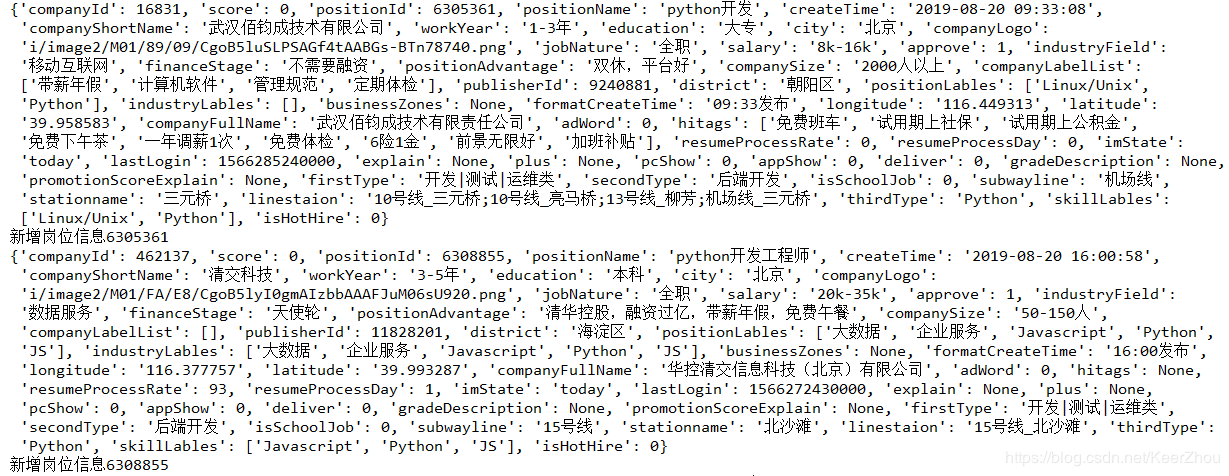 {'companyId': 16831, 'score': 0, 'positionId': 6305361, 'positionName': 'python开发', 'createTime': '2019-08-20 09:33:08',
'companyShortName': '武汉佰钧成技术有限公司', 'workYear': '1-3年', 'education': '大专', 'city': '北京', 'companyLogo':
'i/image2/M01/89/09/CgoB5luSLPSAGf4tAABGs-BTn78740.png', 'jobNature': '全职', 'salary': '8k-16k', 'approve': 1, 'industryField':
'移动互联网', 'financeStage': '不需要融资', 'positionAdvantage': '双休，平台好', 'companySize': '2000人以上', 'companyLabelList':
['带薪年假', '计算机软件', '管理规范', '定期体检'], 'publisherId': 9240881, 'district': '朝阳区', 'positionLables': ['Linux/Unix',
'Python'], 'industryLables': [], 'businessZones': None, 'formatCreateTime': '09:33发布', 'longitude': '116.449313', 'latitude':
'39.958583', 'companyFullName': '武汉佰钧成技术有限责任公司', 'adWord': 0, 'hitags': ['免费班车', '试用期上社保', '试用期上公积金',
'免费下午茶', '一年调薪1次', '免费体检', '6险1金', '前景无限好', '加班补贴'], 'resumeProcessRate': 0, 'resumeProcessDay': 0, 'imState':
'today', 'lastLogin': 1566285240000, 'explain': None, 'plus': None, 'pcShow': 0, 'appShow': 0, 'deliver': 0, 'gradeDescription': None,
'promotionScoreExplain': None, 'firstType': '开发|测试|运维类', 'secondType': '后端开发', 'isSchoolJob': 0, 'subwayline': '机场线',
'stationname': '三元桥', 'linestaion': '10号线_三元桥;10号线_亮马桥;13号线_柳芳;机场线_三元桥', 'thirdType': 'Python', 'skillLables':
['Linux/Unix', 'Python'], 'isHotHire': 0}
新增岗位信息6305361
{'companyId': 462137, 'score': 0, 'positionId': 6308855, 'positionName': 'python开发工程师', 'createTime': '2019-08-20 16:00:58',
'companyShortName': '清交科技', 'workYear': '3-5年', 'education': '本科', 'city': '北京', 'companyLogo':
'i/image2/M01/FA/E8/CgoB5lyI0gmAIzbbAAAFJuM06sU920.png', 'jobNature': '全职', 'salary': '20k-35k', 'approve': 1, 'industryField':
'数据服务', 'financeStage': '天使轮', 'positionAdvantage': '清华控股，融资过亿，带薪年假，免费午餐', 'companySize': '50-150人',
'companyLabelList': [], 'publisherId': 11828201, 'district': '海淀区', 'positionLables': ['大数据', '企业服务', 'Javascript', 'Python',
'JS'], 'industryLables': ['大数据', '企业服务', 'Javascript', 'Python', 'JS'], 'businessZones': None, 'formatCreateTime': '16:00发布',
'longitude': '116.377757', 'latitude': '39.993287', 'companyFullName': '华控清交信息科技（北京）有限公司', 'adWord': 0, 'hitags': None,
'resumeProcessRate': 93, 'resumeProcessDay': 1, 'imState': 'today', 'lastLogin': 1566272430000, 'explain': None, 'plus': None,
'pcShow': 0, 'appShow': 0, 'deliver': 0, 'gradeDescription': None, 'promotionScoreExplain': None, 'firstType': '开发|测试|运维类',
'secondType': '后端开发', 'isSchoolJob': 0, 'subwayline': '15号线', 'stationname': '北沙滩', 'linestaion': '15号线_北沙滩', 'thirdType':
'Python', 'skillLables': ['Javascript', 'Python', 'JS'], 'isHotHire': 0}
新增岗位信息6308855
https://blog.csdn.net/KeerZhou